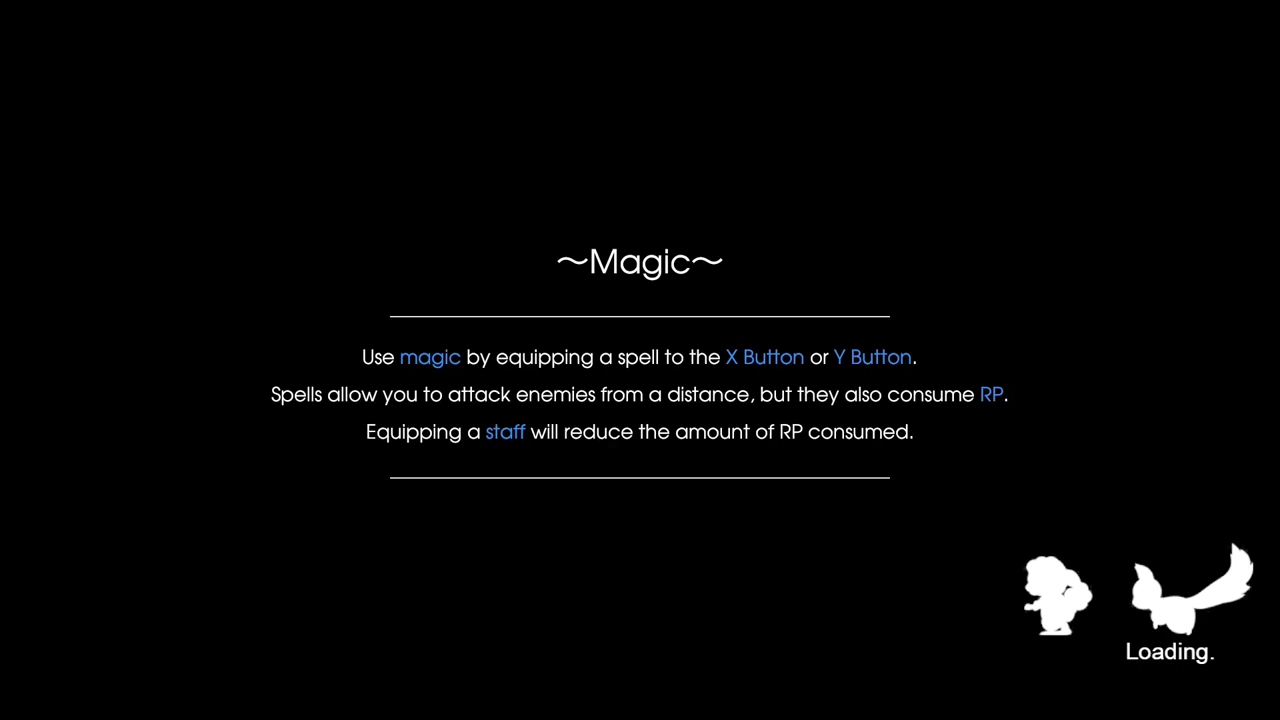 ～Magic～
Use magic by equipping a spell to the X Button or Y Button.
Spells allow you to attack enemies from a distance, but they also consume RP.
Equipping a staff will reduce the amount of RP consumed.
Loading.